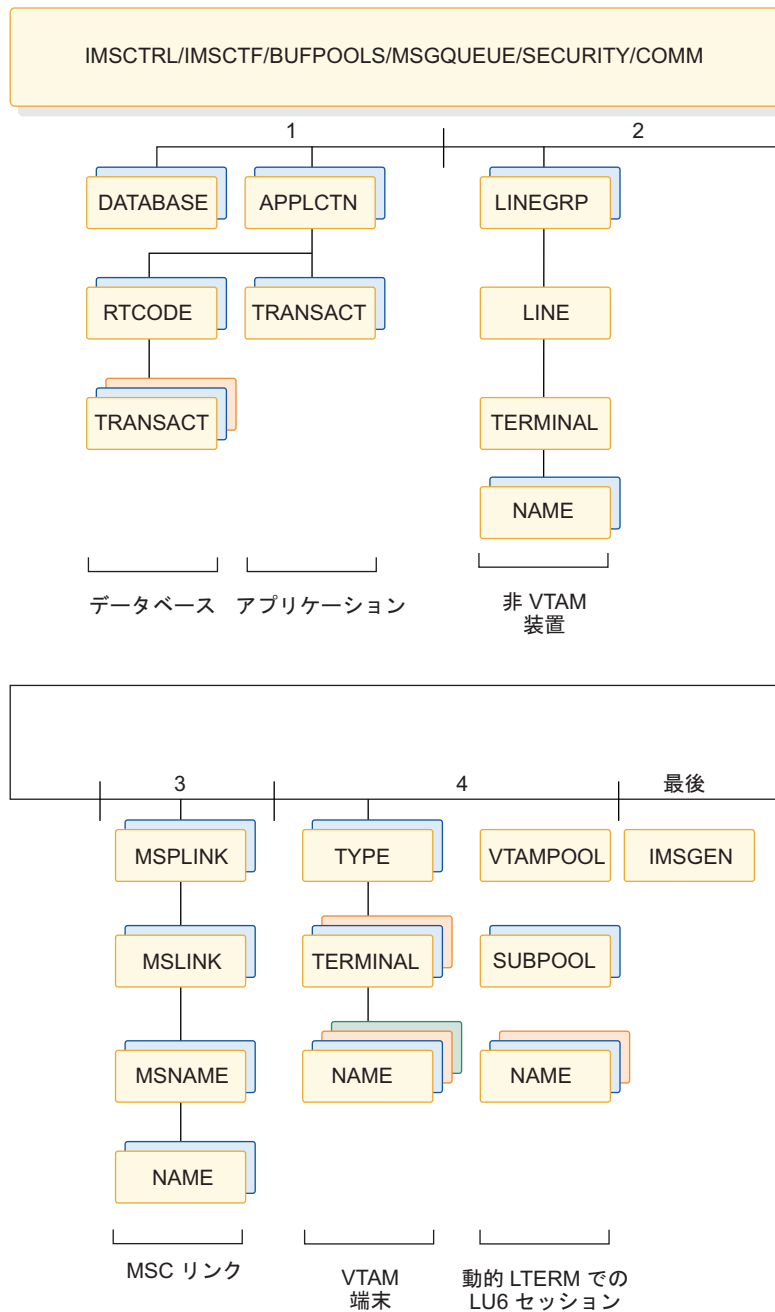 IMSCTRL/IMSCTF/BUFPOOLS/MSGQUEUE/SECURITY/COMM
1
2
DATABASE
APPLCTN
LINEGRP
RTCODE
TRANSACT
LINE
TRANSACT
TERMINAL
NAME
データベース
アプリケーション
非 VTAM
装置
3
4
最後
MSPLINK
TYPE
VTAMPOOL
IMSGEN
MSLINK
TERMINAL
SUBPOOL
MSNAME
NAME
NAME
NAME
MSC リンク
VTAM
端末
動的 LTERM での
LU6 セッション